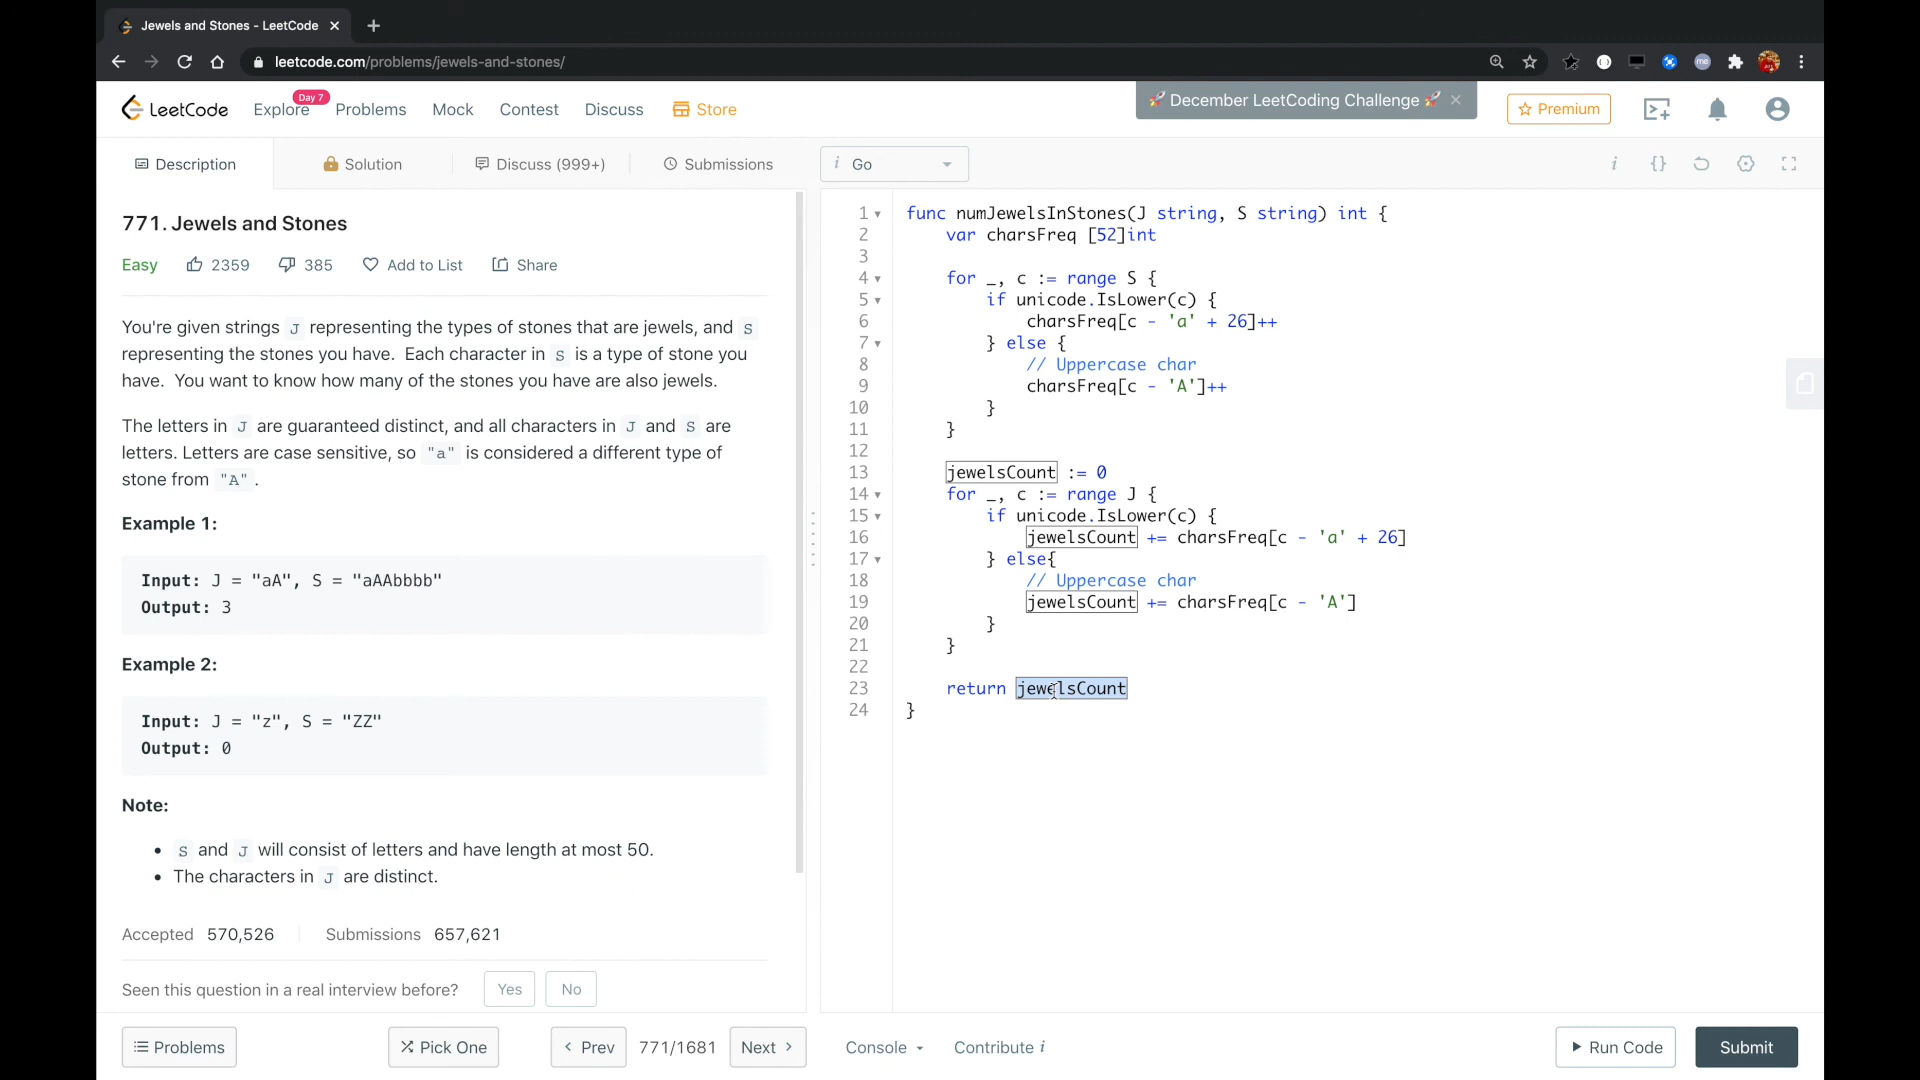 Jewels and Stones - LeetCode
leetcode.com/problems/jewels-and-stones/
LeetCode
Explore
Day 7
Problems
Mock
Contest
Discuss
Store
🚀 December LeetCoding Challenge 🚀
Premium
Description
Solution
Discuss (999+)
Submissions
i Go
771. Jewels and Stones
Easy 2359 385 Add to List Share
You're given strings J representing the types of stones that are jewels, and S
representing the stones you have. Each character in S is a type of stone you
have. You want to know how many of the stones you have are also jewels.
The letters in J are guaranteed distinct, and all characters in J and S are
letters. Letters are case sensitive, so "a" is considered a different type of
stone from "A".
Example 1:
Input: J = "aA", S = "aAAbbbb"
Output: 3
Example 2:
Input: J = "z", S = "ZZ"
Output: 0
Note:
• S and J will consist of letters and have length at most 50.
• The characters in J are distinct.
Accepted 570,526 Submissions 657,621
Seen this question in a real interview before? Yes No
1 func numJewelsInStones(J string, S string) int {
2 var charsFreq [52]int
3
4 for _, c := range S {
5 if unicode.IsLower(c) {
6 charsFreq[c - 'a' + 26]++
7 } else {
8 // Uppercase char
9 charsFreq[c - 'A']++
10 }
11 }
12
13 jewelsCount := 0
14 for _, c := range J {
15 if unicode.IsLower(c) {
16 jewelsCount += charsFreq[c - 'a' + 26]
17 } else{
18 // Uppercase char
19 jewelsCount += charsFreq[c - 'A']
20 }
21 }
22
23 return jewelsCount
24 }
Problems
Pick One
Prev
771/1681
Next
Console
Contribute i
Run Code
Submit